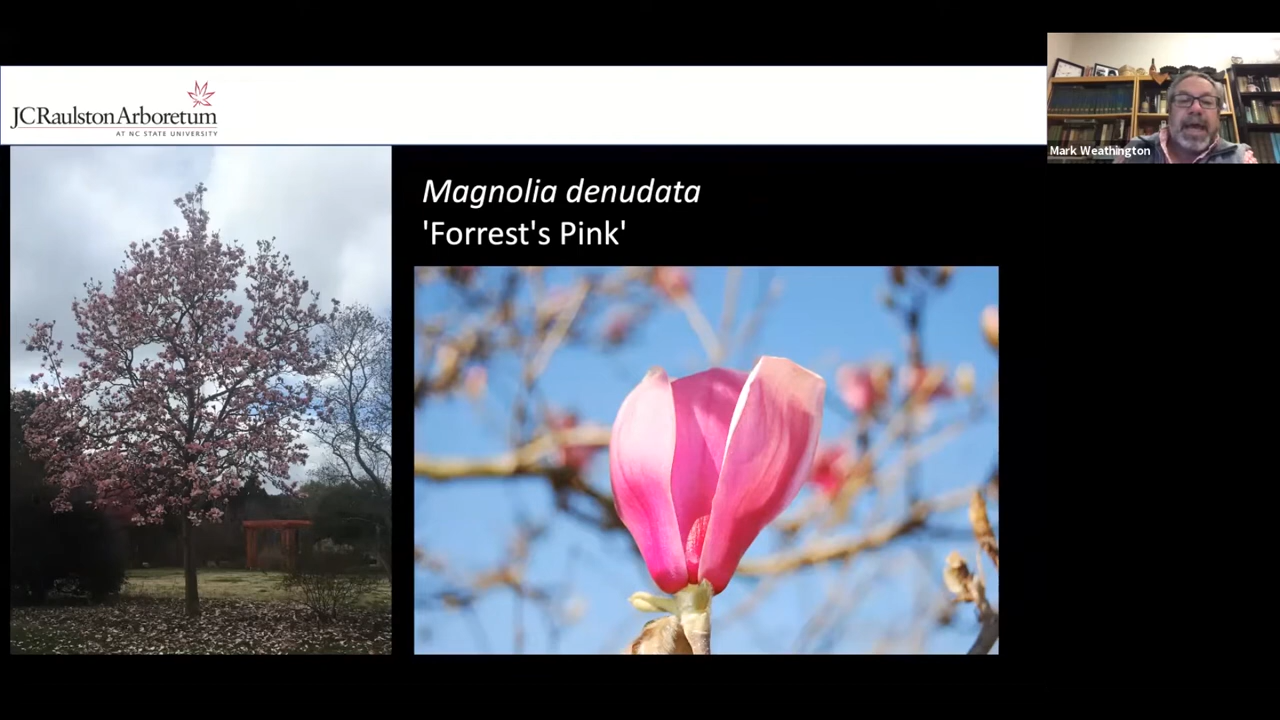 JCRaulston Arboretum
AT NC STATE UNIVERSITY
Mark Weathington
Magnolia denudata
'Forrest's Pink'